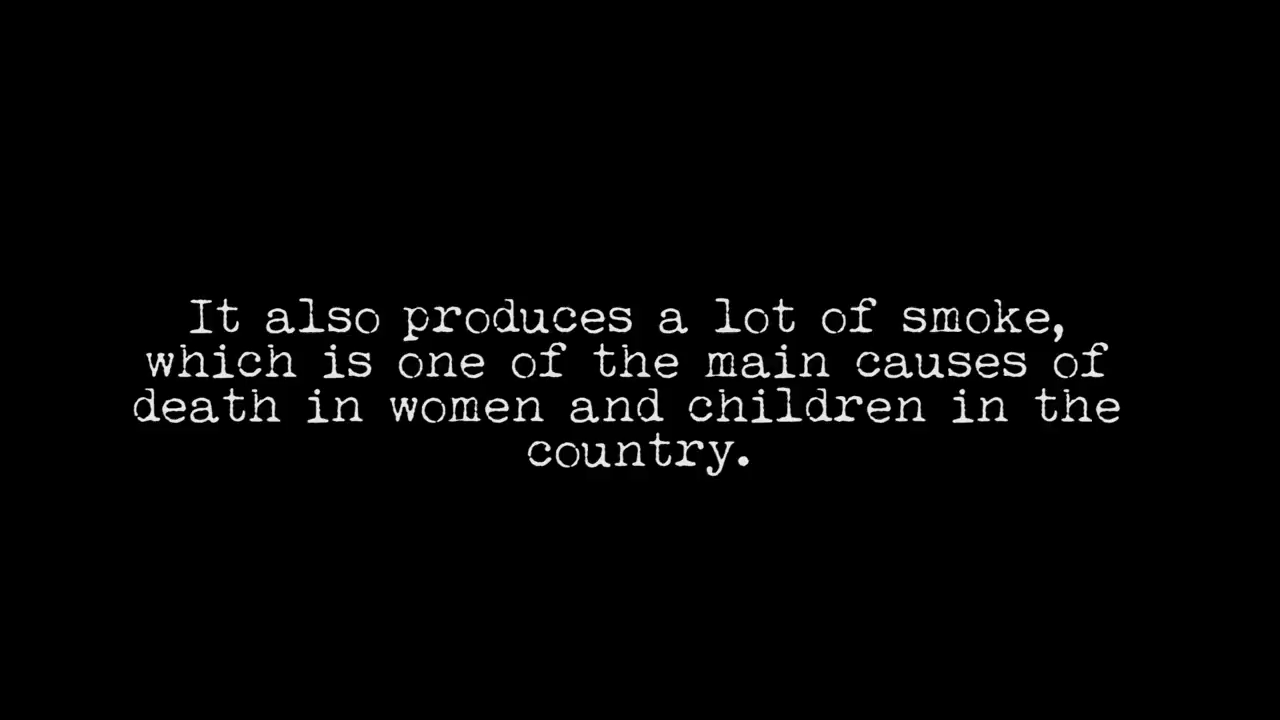 It also produces a lot of smoke,
which is one of the main causes of
death in women and children in the
country.